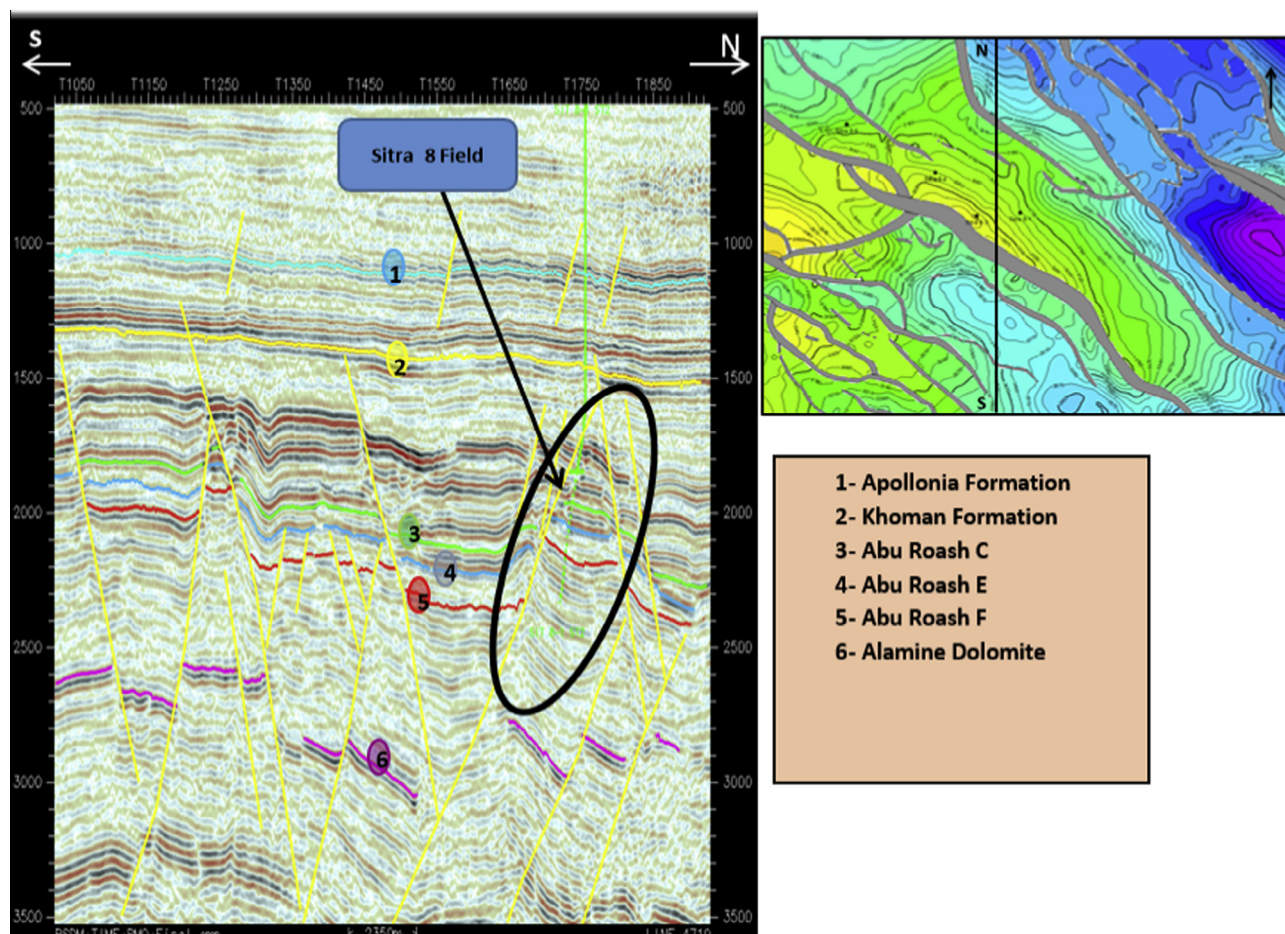 S
N
T1050 T1150 T1250 T1350 T1450 T1550 T1650 T1750 T1850
500 500
Sitra 8 Field
1000 1000
1
2
1500 1500
2000 2000
3
4
5
2500 2500
6
3000 3000
3500 3500
N
S
1- Apollonia Formation
2- Khoman Formation
3- Abu Roash C
4- Abu Roash E
5- Abu Roash F
6- Alamine Dolomite